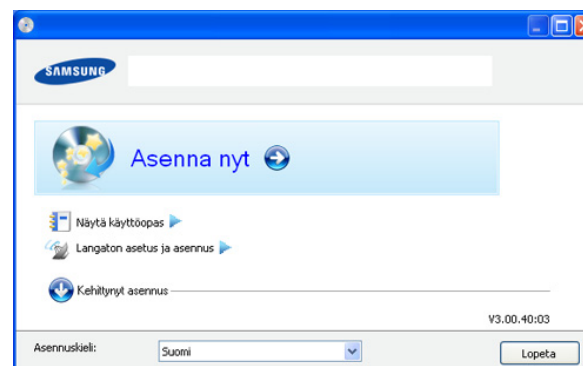 SAMSUNG
Asenna nyt
Näytä käyttöopas
Langaton asetus ja asennus
Kehittynyt asennus
V3.00.40:03
Asennuskieli:
Suomi
Lopeta